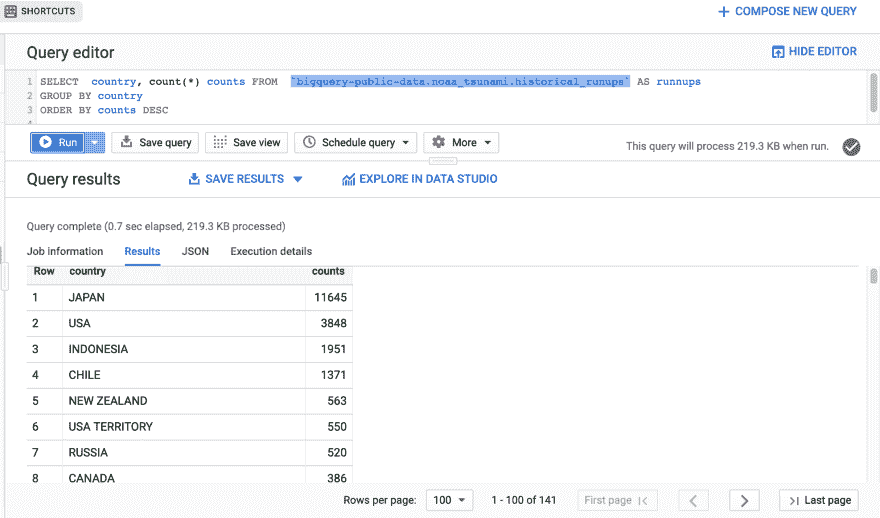 SHORTCUTS
+ COMPOSE NEW QUERY
Query editor
HIDE EDITOR
1 SELECT country, count(*) counts FROM `bigquery-public-data.noaa_tsunami.historical_runups` AS runnups
2 GROUP BY country
3 ORDER BY counts DESC
Run Save query Save view Schedule query More This query will process 219.3 KB when run.
Query results SAVE RESULTS EXPLORE IN DATA STUDIO
Query complete (0.7 sec elapsed, 219.3 KB processed)
Job information Results JSON Execution details
Row country counts
1 JAPAN 11645
2 USA 3848
3 INDONESIA 1951
4 CHILE 1371
5 NEW ZEALAND 563
6 USA TERRITORY 550
7 RUSSIA 520
8 CANADA 386
Rows per page: 100 1 - 100 of 141 First page Last page